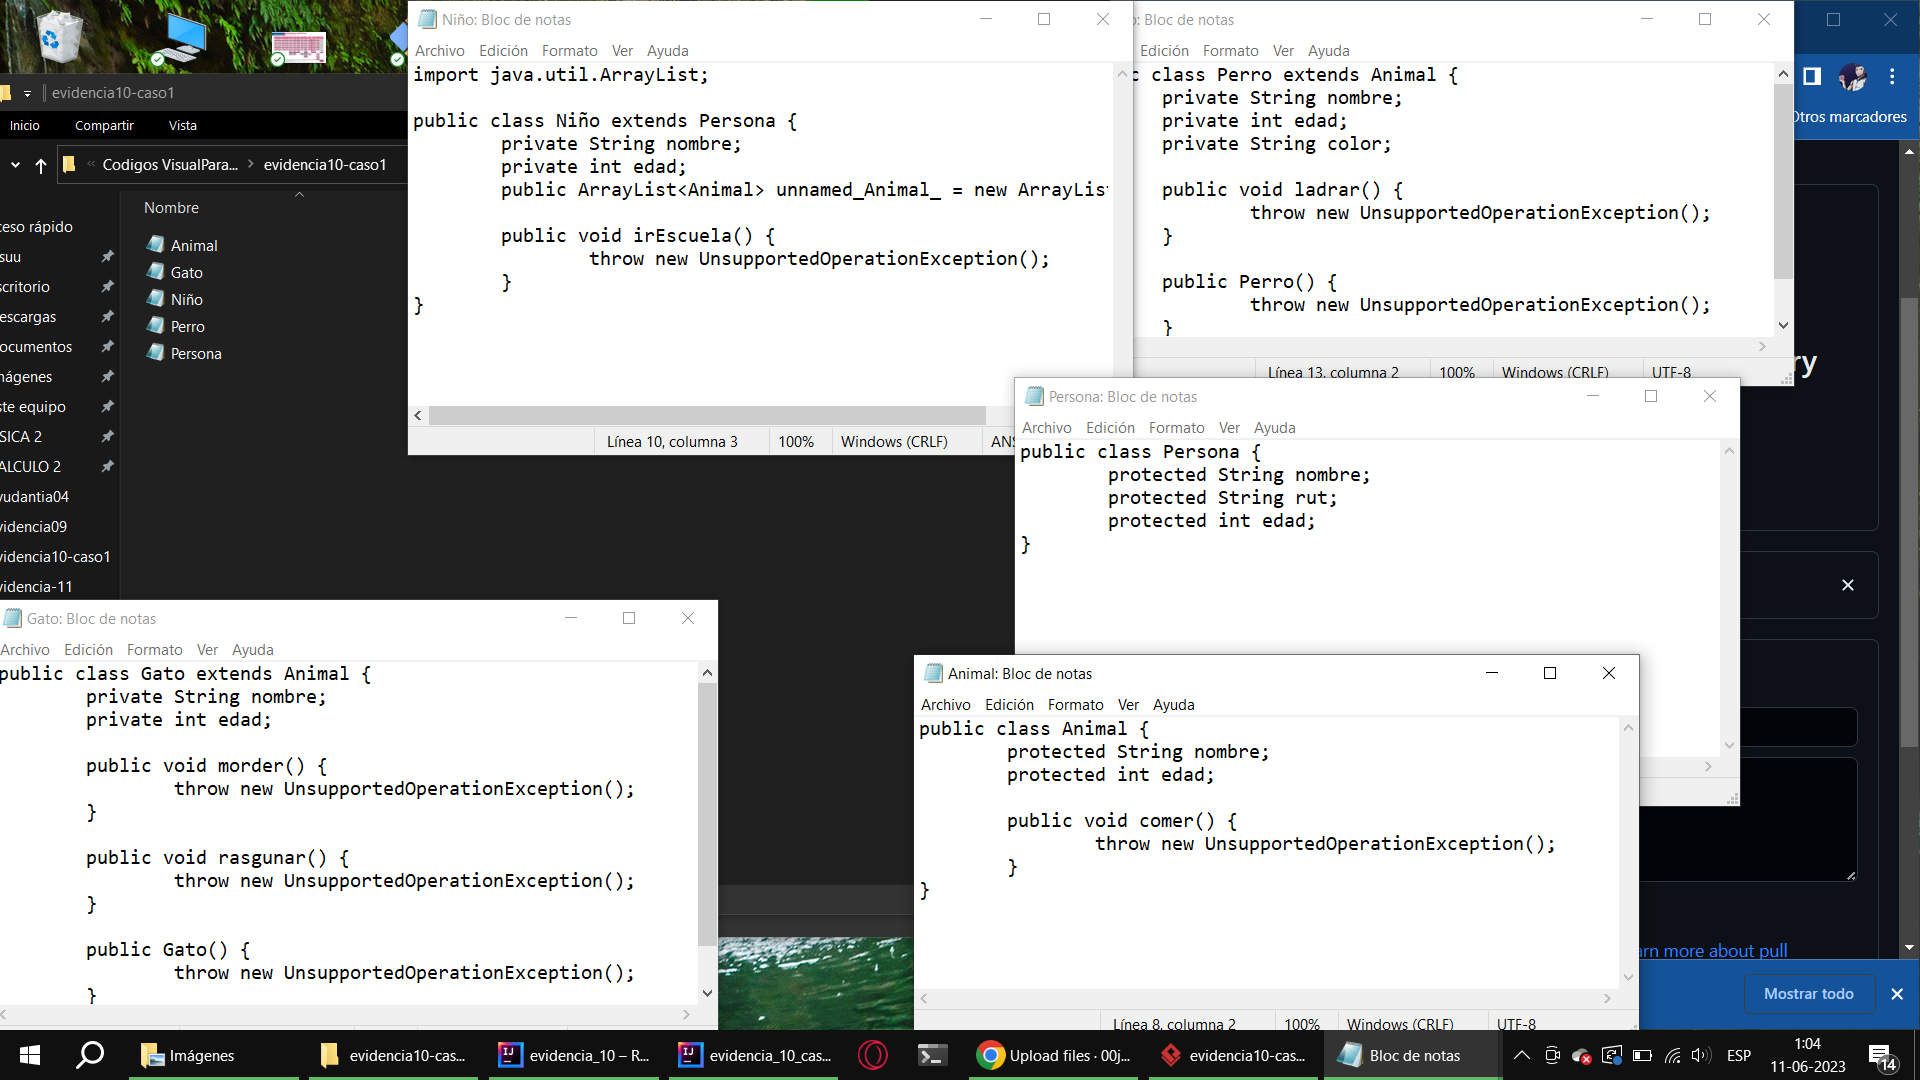 Niño: Bloc de notas
Archivo Edición Formato Ver Ayuda
import java.util.ArrayList;
public class Niño extends Persona {
private String nombre;
private int edad;
public ArrayList<Animal> unnamed_Animal_ = new ArrayLis
public void irEscuela() {
throw new UnsupportedOperationException();
}
}
Línea 10, columna 3 100% Windows (CRLF) ANS
o: Bloc de notas
Edición Formato Ver Ayuda
c class Perro extends Animal {
private String nombre;
private int edad;
private String color;
public void ladrar() {
throw new UnsupportedOperationException();
}
public Perro() {
throw new UnsupportedOperationException();
}
Línea 13, columna 2 100% Windows (CRLF) UTF-8
Otros marcadores
ry
evidencia10-caso1
Inicio Compartir Vista
« Codigos VisualPara... > evidencia10-caso1
Nombre
Animal
Gato
Niño
Perro
Persona
ceso rápido
suu
scritorio
escargas
ocumentos
mágenes
ste equipo
SICA 2
ALCULO 2
yudantia04
videncia09
videncia10-caso1
videncia-11
Persona: Bloc de notas
Archivo Edición Formato Ver Ayuda
public class Persona {
protected String nombre;
protected String rut;
protected int edad;
}
Gato: Bloc de notas
Archivo Edición Formato Ver Ayuda
public class Gato extends Animal {
private String nombre;
private int edad;
public void morder() {
throw new UnsupportedOperationException();
}
public void rasgunar() {
throw new UnsupportedOperationException();
}
public Gato() {
throw new UnsupportedOperationException();
}
Animal: Bloc de notas
Archivo Edición Formato Ver Ayuda
public class Animal {
protected String nombre;
protected int edad;
public void comer() {
throw new UnsupportedOperationException();
}
}
Línea 8, columna 2 100% Windows (CRLF) UTF-8
arn more about pull
Mostrar todo
Imágenes
evidencia10-cas...
evidencia_10 – R...
evidencia_10_cas...
Upload files · 00j...
evidencia10-cas...
Bloc de notas
ESP
1:04
11-06-2023
14